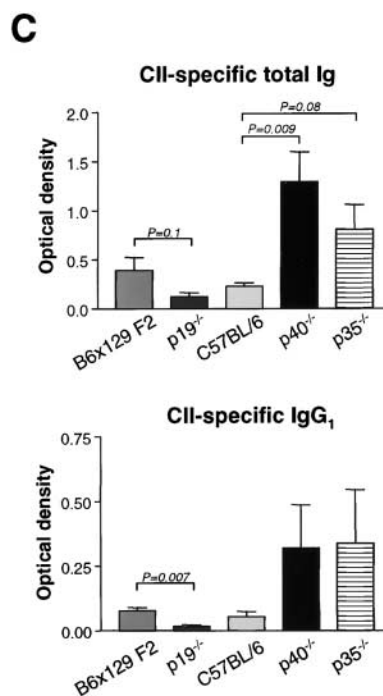 C
CII-specific total Ig
P=0.08
P=0.009
P=0.1
Optical density
2.0
1.5
1.0
0.5
0.0
B6x129 F2
p19-/-
C57BL/6
p40-/-
p35-/-
CII-specific IgG1
P=0.007
Optical density
0.75
0.50
0.25
0.00
B6x129 F2
p19-/-
C57BL/6
p40-/-
p35-/-